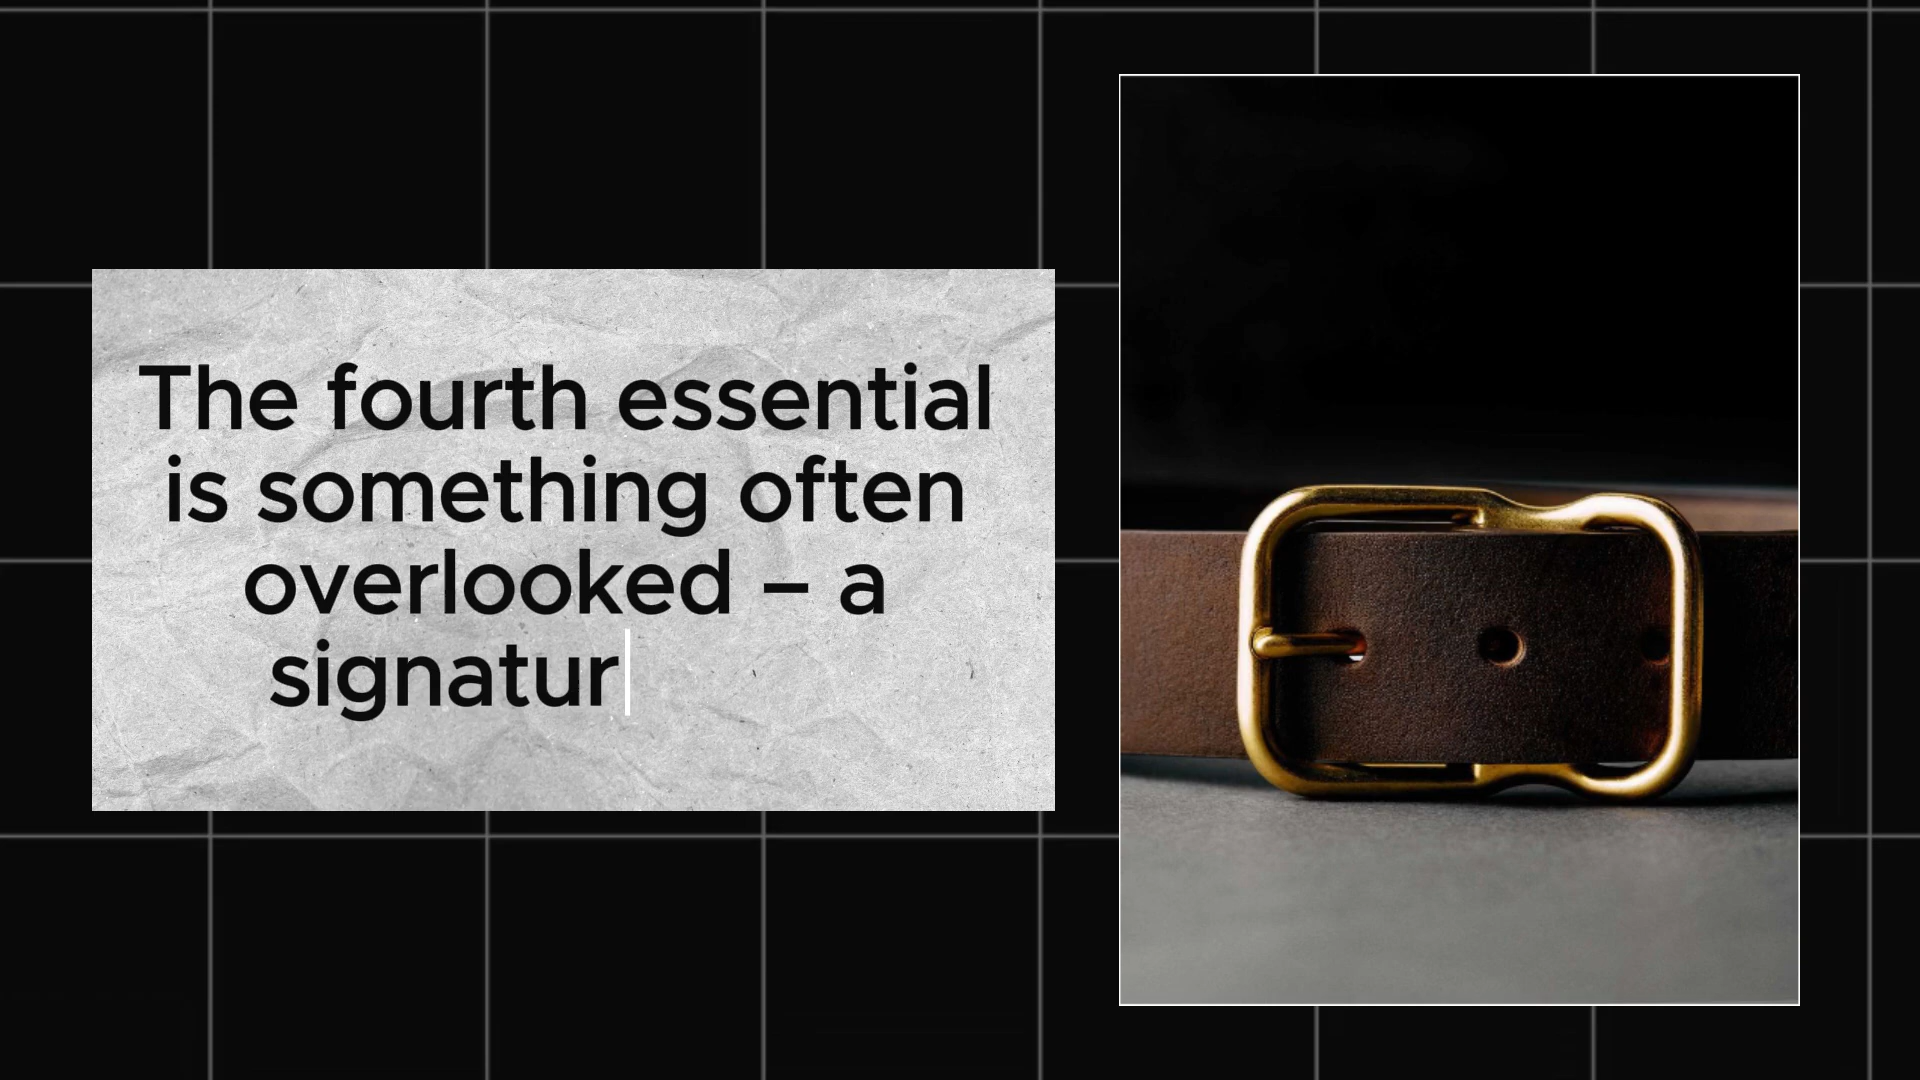 The fourth essential
is something often
overlooked – a
signatur